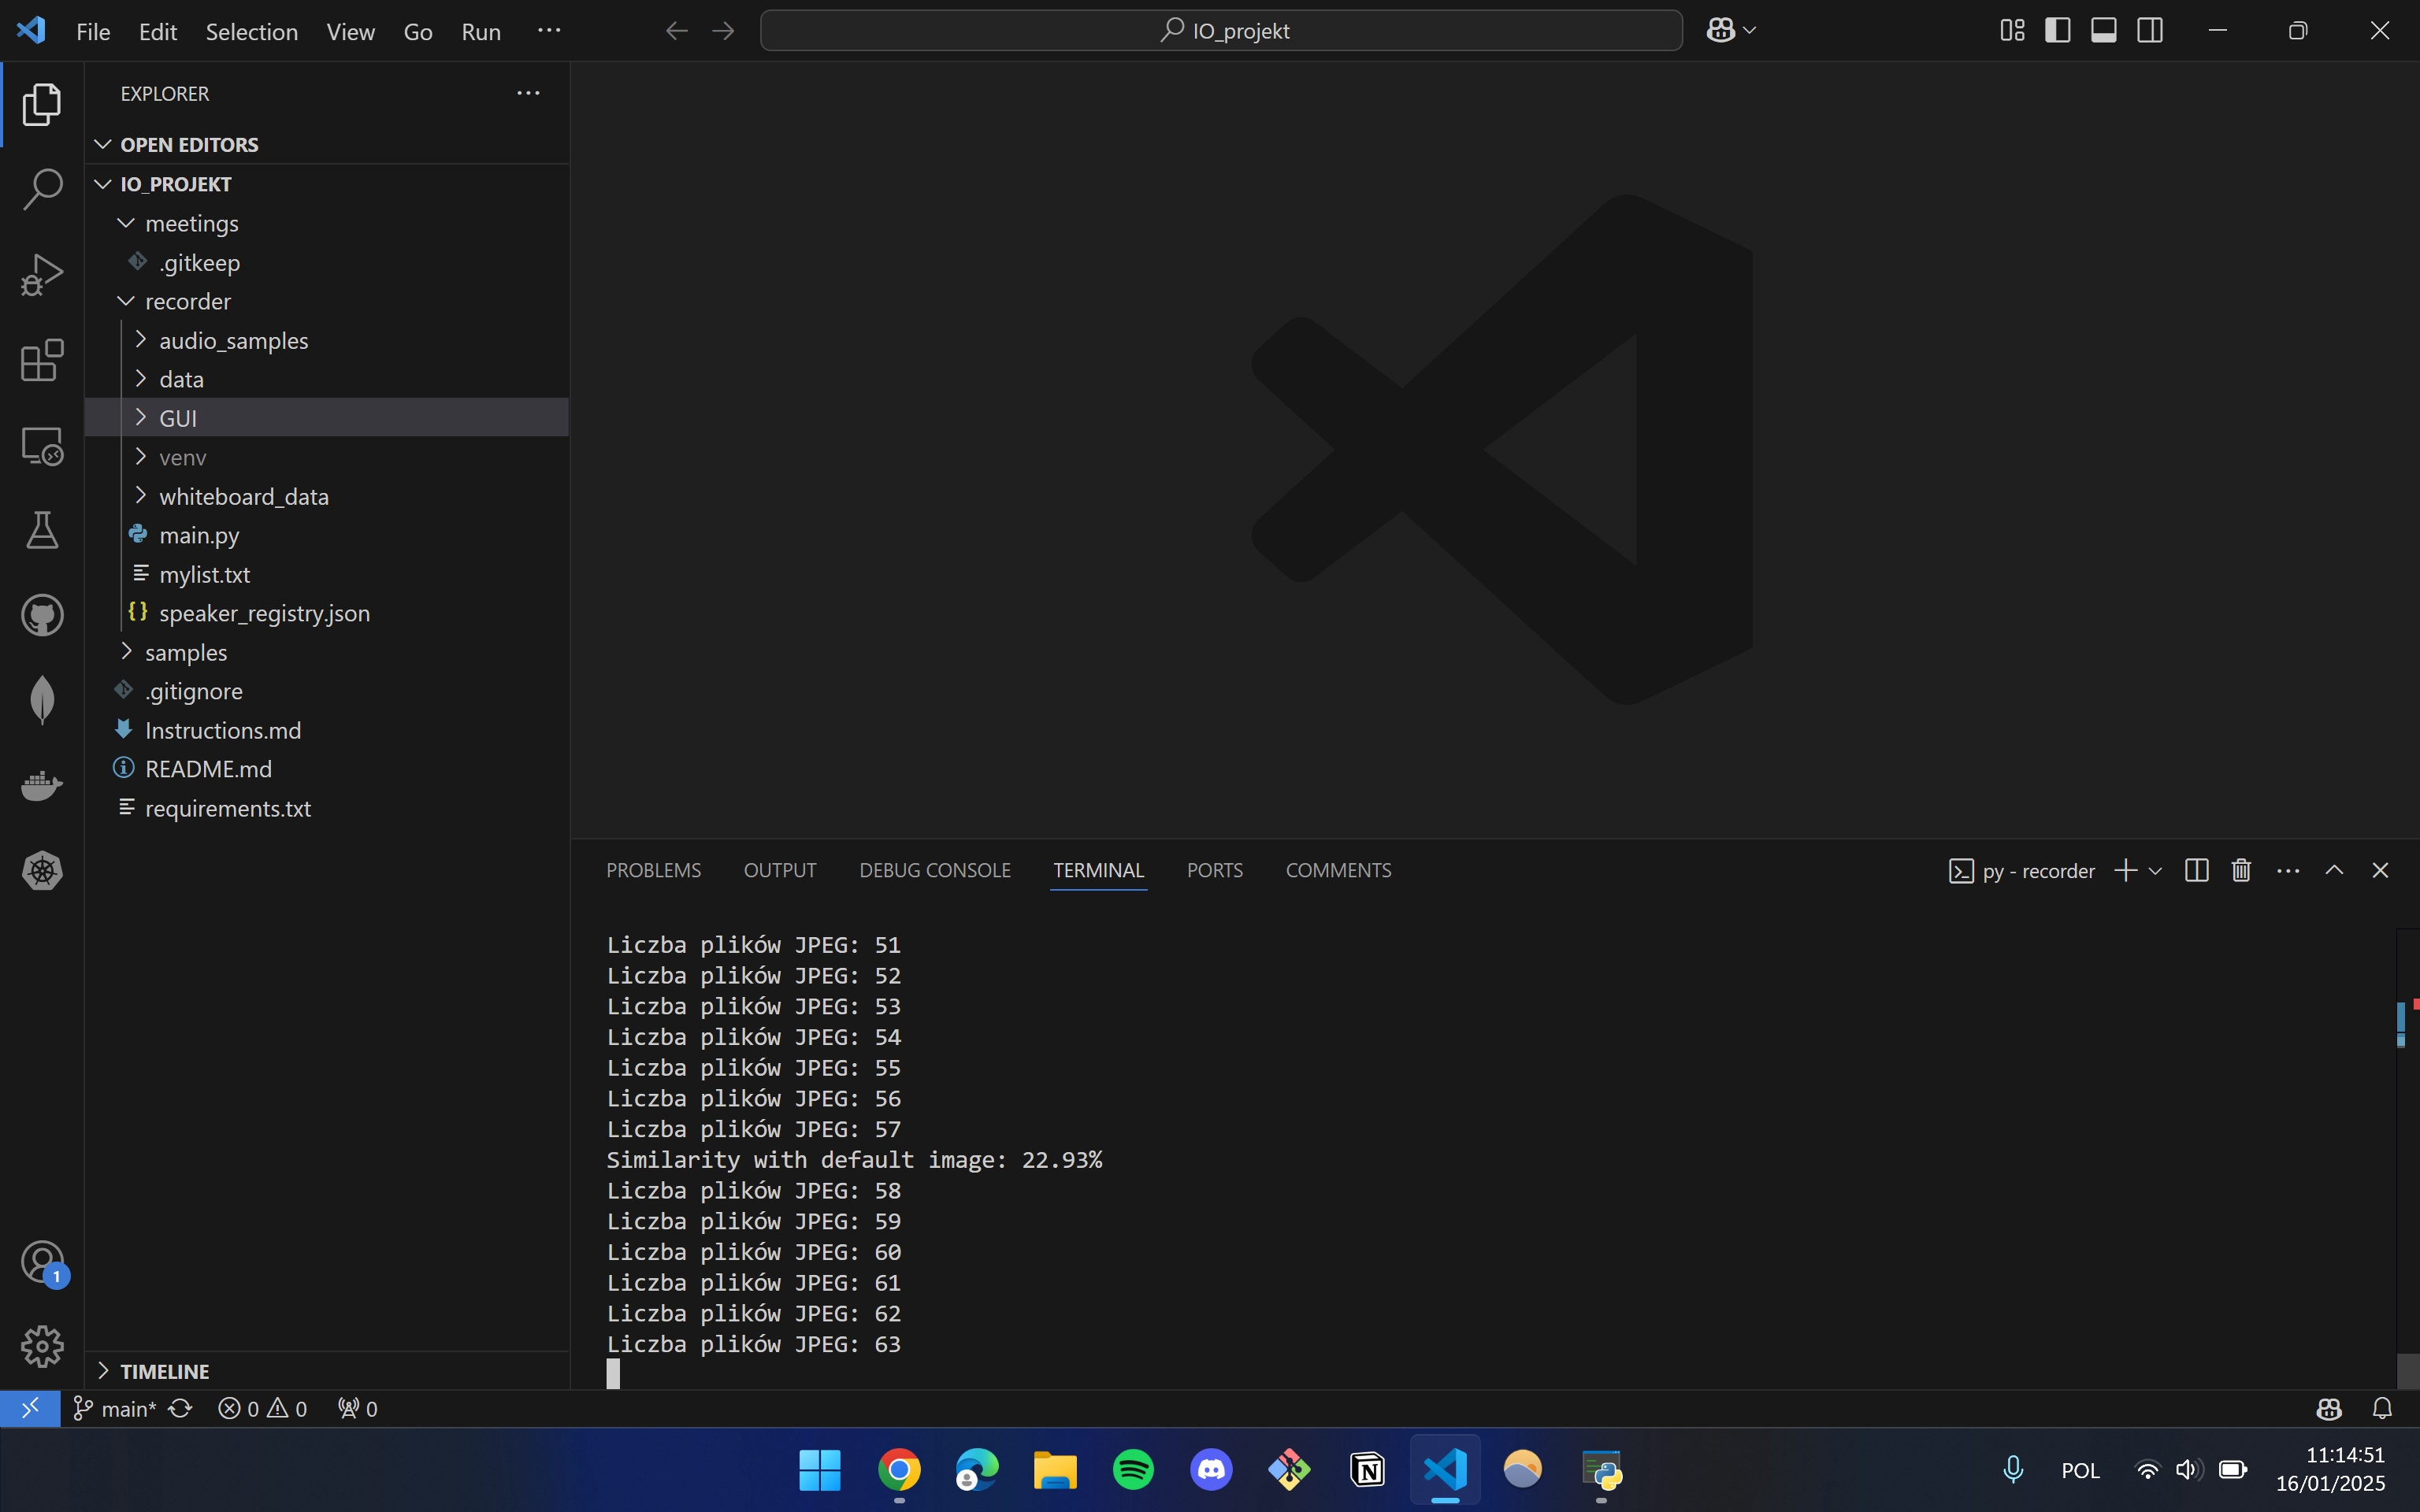 File Edit Selection View Go Run ···
IO_projekt
EXPLORER
OPEN EDITORS
IO_PROJEKT
meetings
.gitkeep
recorder
audio_samples
data
GUI
venv
whiteboard_data
main.py
mylist.txt
{} speaker_registry.json
samples
.gitignore
Instructions.md
README.md
requirements.txt
PROBLEMS OUTPUT DEBUG CONSOLE TERMINAL PORTS COMMENTS
py - recorder
Liczba plików JPEG: 51
Liczba plików JPEG: 52
Liczba plików JPEG: 53
Liczba plików JPEG: 54
Liczba plików JPEG: 55
Liczba plików JPEG: 56
Liczba plików JPEG: 57
Similarity with default image: 22.93%
Liczba plików JPEG: 58
Liczba plików JPEG: 59
Liczba plików JPEG: 60
Liczba plików JPEG: 61
Liczba plików JPEG: 62
Liczba plików JPEG: 63
1
TIMELINE
main* 0 0 0
N
POL
11:14:51
16/01/2025